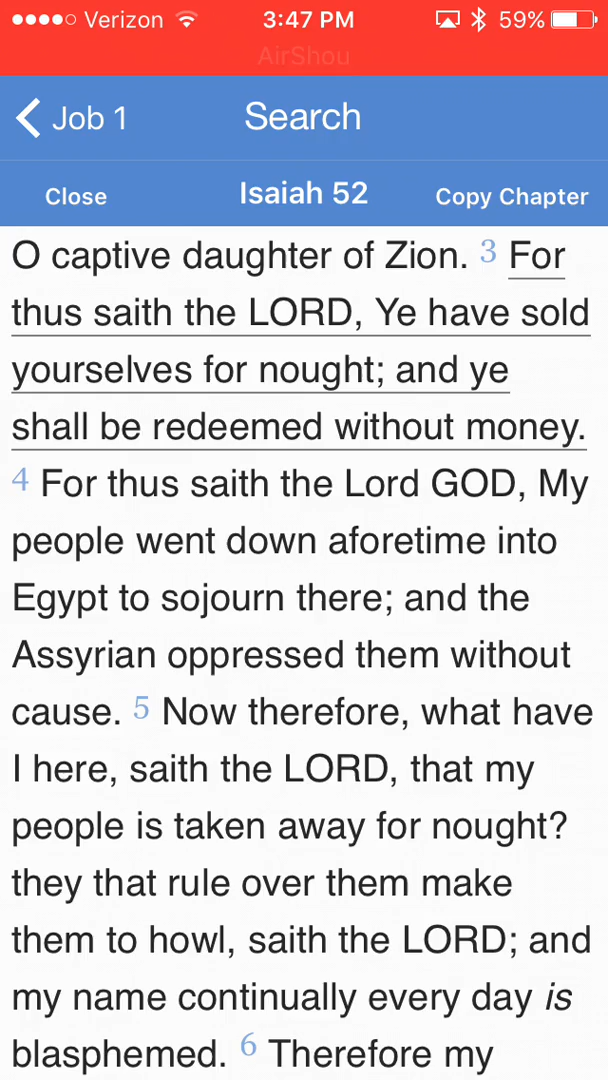 Verizon 3:47 PM 59%
AirShou
Job 1 Search
Close Isaiah 52 Copy Chapter
O captive daughter of Zion. 3 For
thus saith the LORD, Ye have sold
yourselves for nought; and ye
shall be redeemed without money.
4 For thus saith the Lord GOD, My
people went down aforetime into
Egypt to sojourn there; and the
Assyrian oppressed them without
cause. 5 Now therefore, what have
I here, saith the LORD, that my
people is taken away for nought?
they that rule over them make
them to howl, saith the LORD; and
my name continually every day is
blasphemed. 6 Therefore my